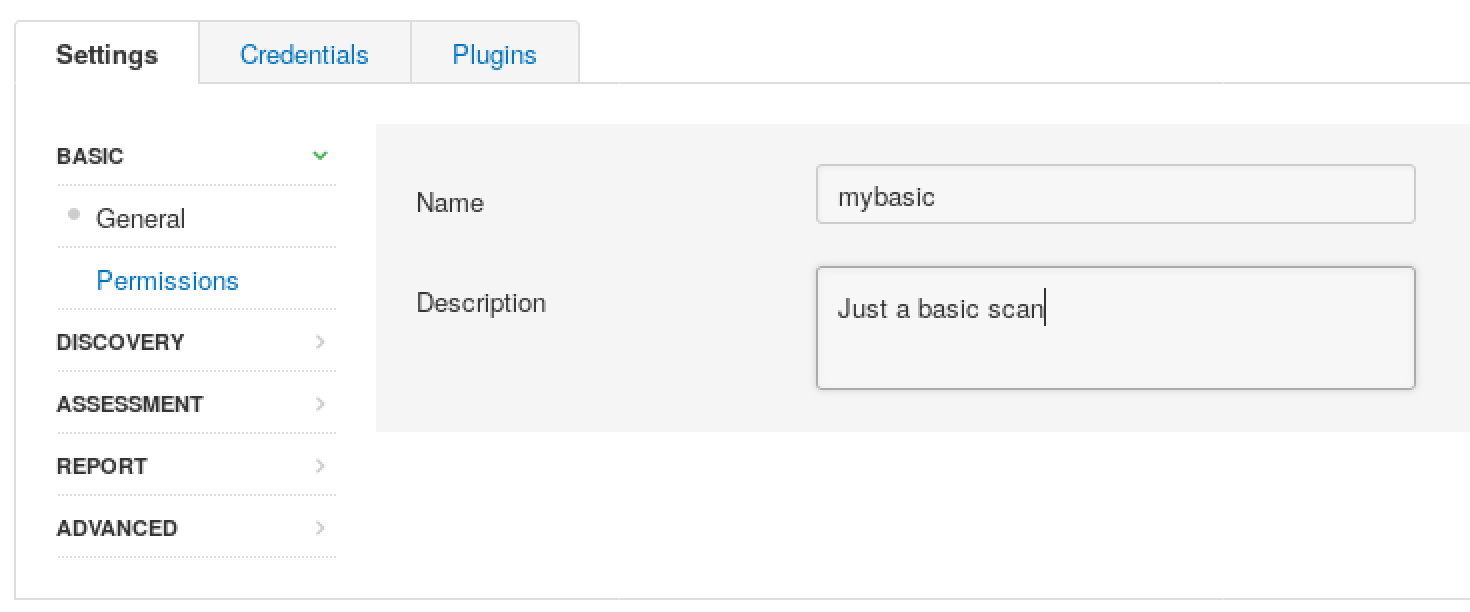 Settings Credentials Plugins
BASIC
General
Permissions
DISCOVERY
ASSESSMENT
REPORT
ADVANCED
Name mybasic
Description Just a basic scan